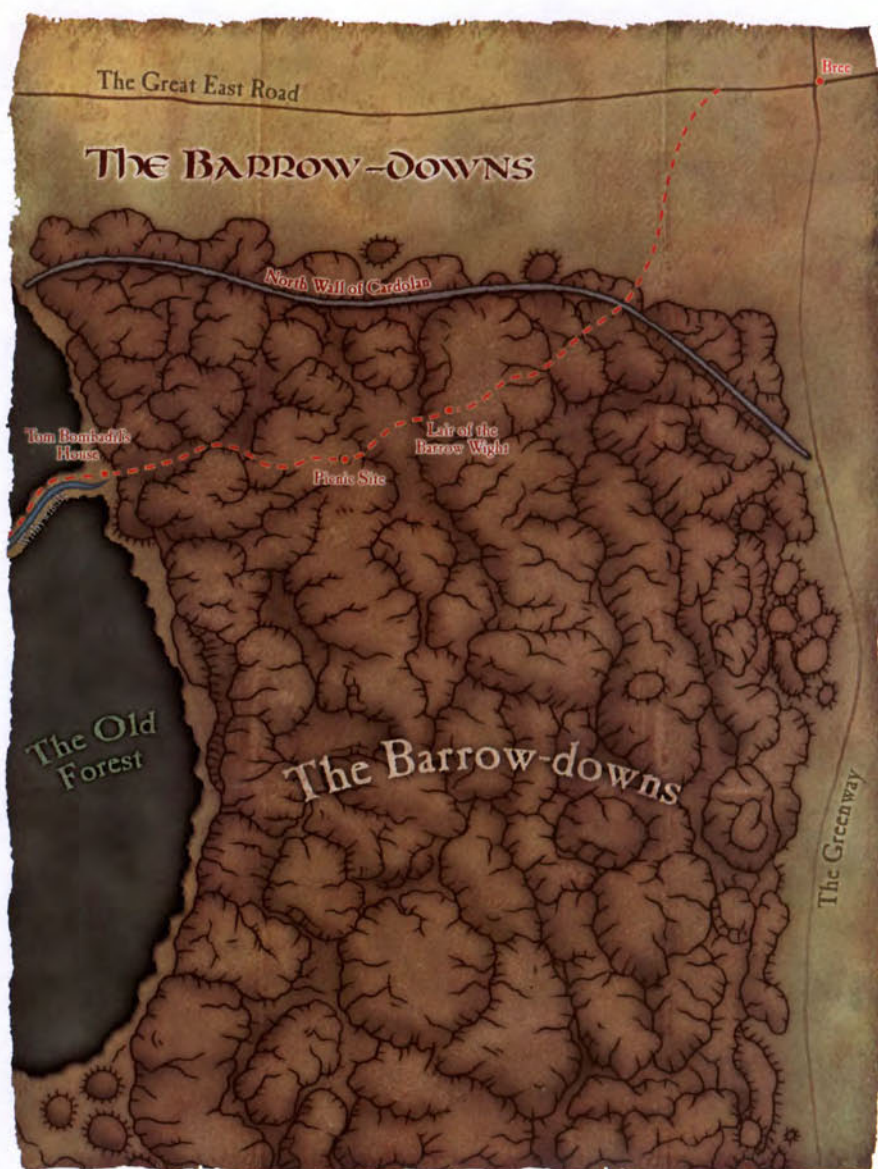 The Great East Road
Bree
The Barrow-downs
North Wall of Cardolan
Tom Bombadil's
House
Lair of the
Barrow Wight
Picnic Site
The Old
Forest
The Barrow-downs
The Greenway